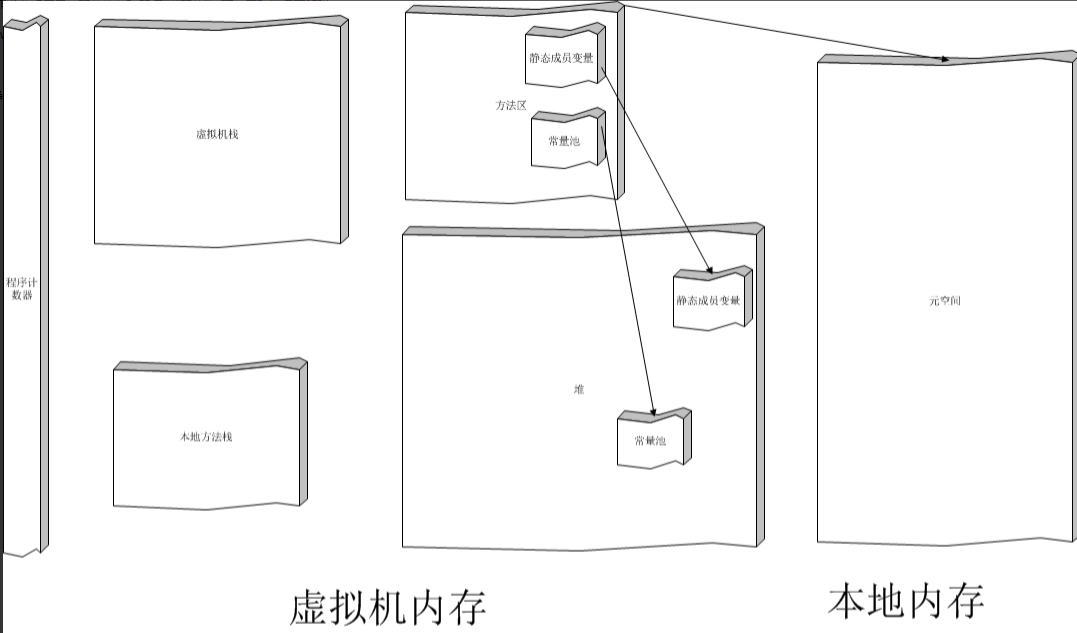 程序计
数器
虚拟机栈
本地方法栈
方法区
静态成员变量
常量池
堆
静态成员变量
常量池
元空间
虚拟机内存
本地内存